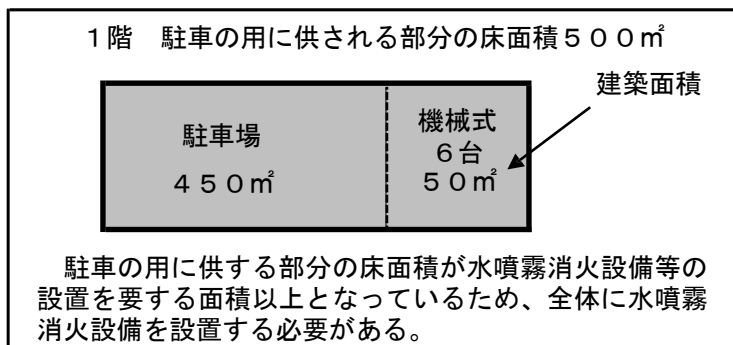 １階　駐車の用に供される部分の床面積５００㎡
建築面積
駐車場
４５０㎡
機械式
６台
５０㎡
　駐車の用に供する部分の床面積が水噴霧消火設備等の
設置を要する面積以上となっているため、全体に水噴霧
消火設備を設置する必要がある。